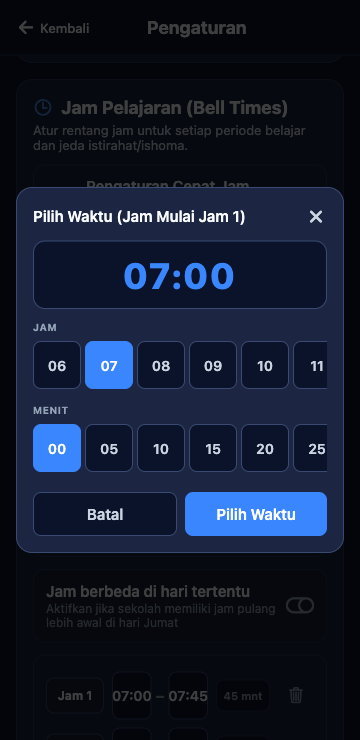 Kembali
Pengaturan
Jam Pelajaran (Bell Times)
Atur rentang jam untuk setiap periode belajar
dan jeda istirahat/ishoma.
Pengaturan Cepat Jam
Pilih Waktu (Jam Mulai Jam 1)
07:00
JAM
06 07 08 09 10 11
MENIT
00 05 10 15 20 25
Batal
Pilih Waktu
Jam berbeda di hari tertentu
Aktifkan jika sekolah memiliki jam pulang
lebih awal di hari Jumat
Jam 1 07:00 – 07:45 45 mnt